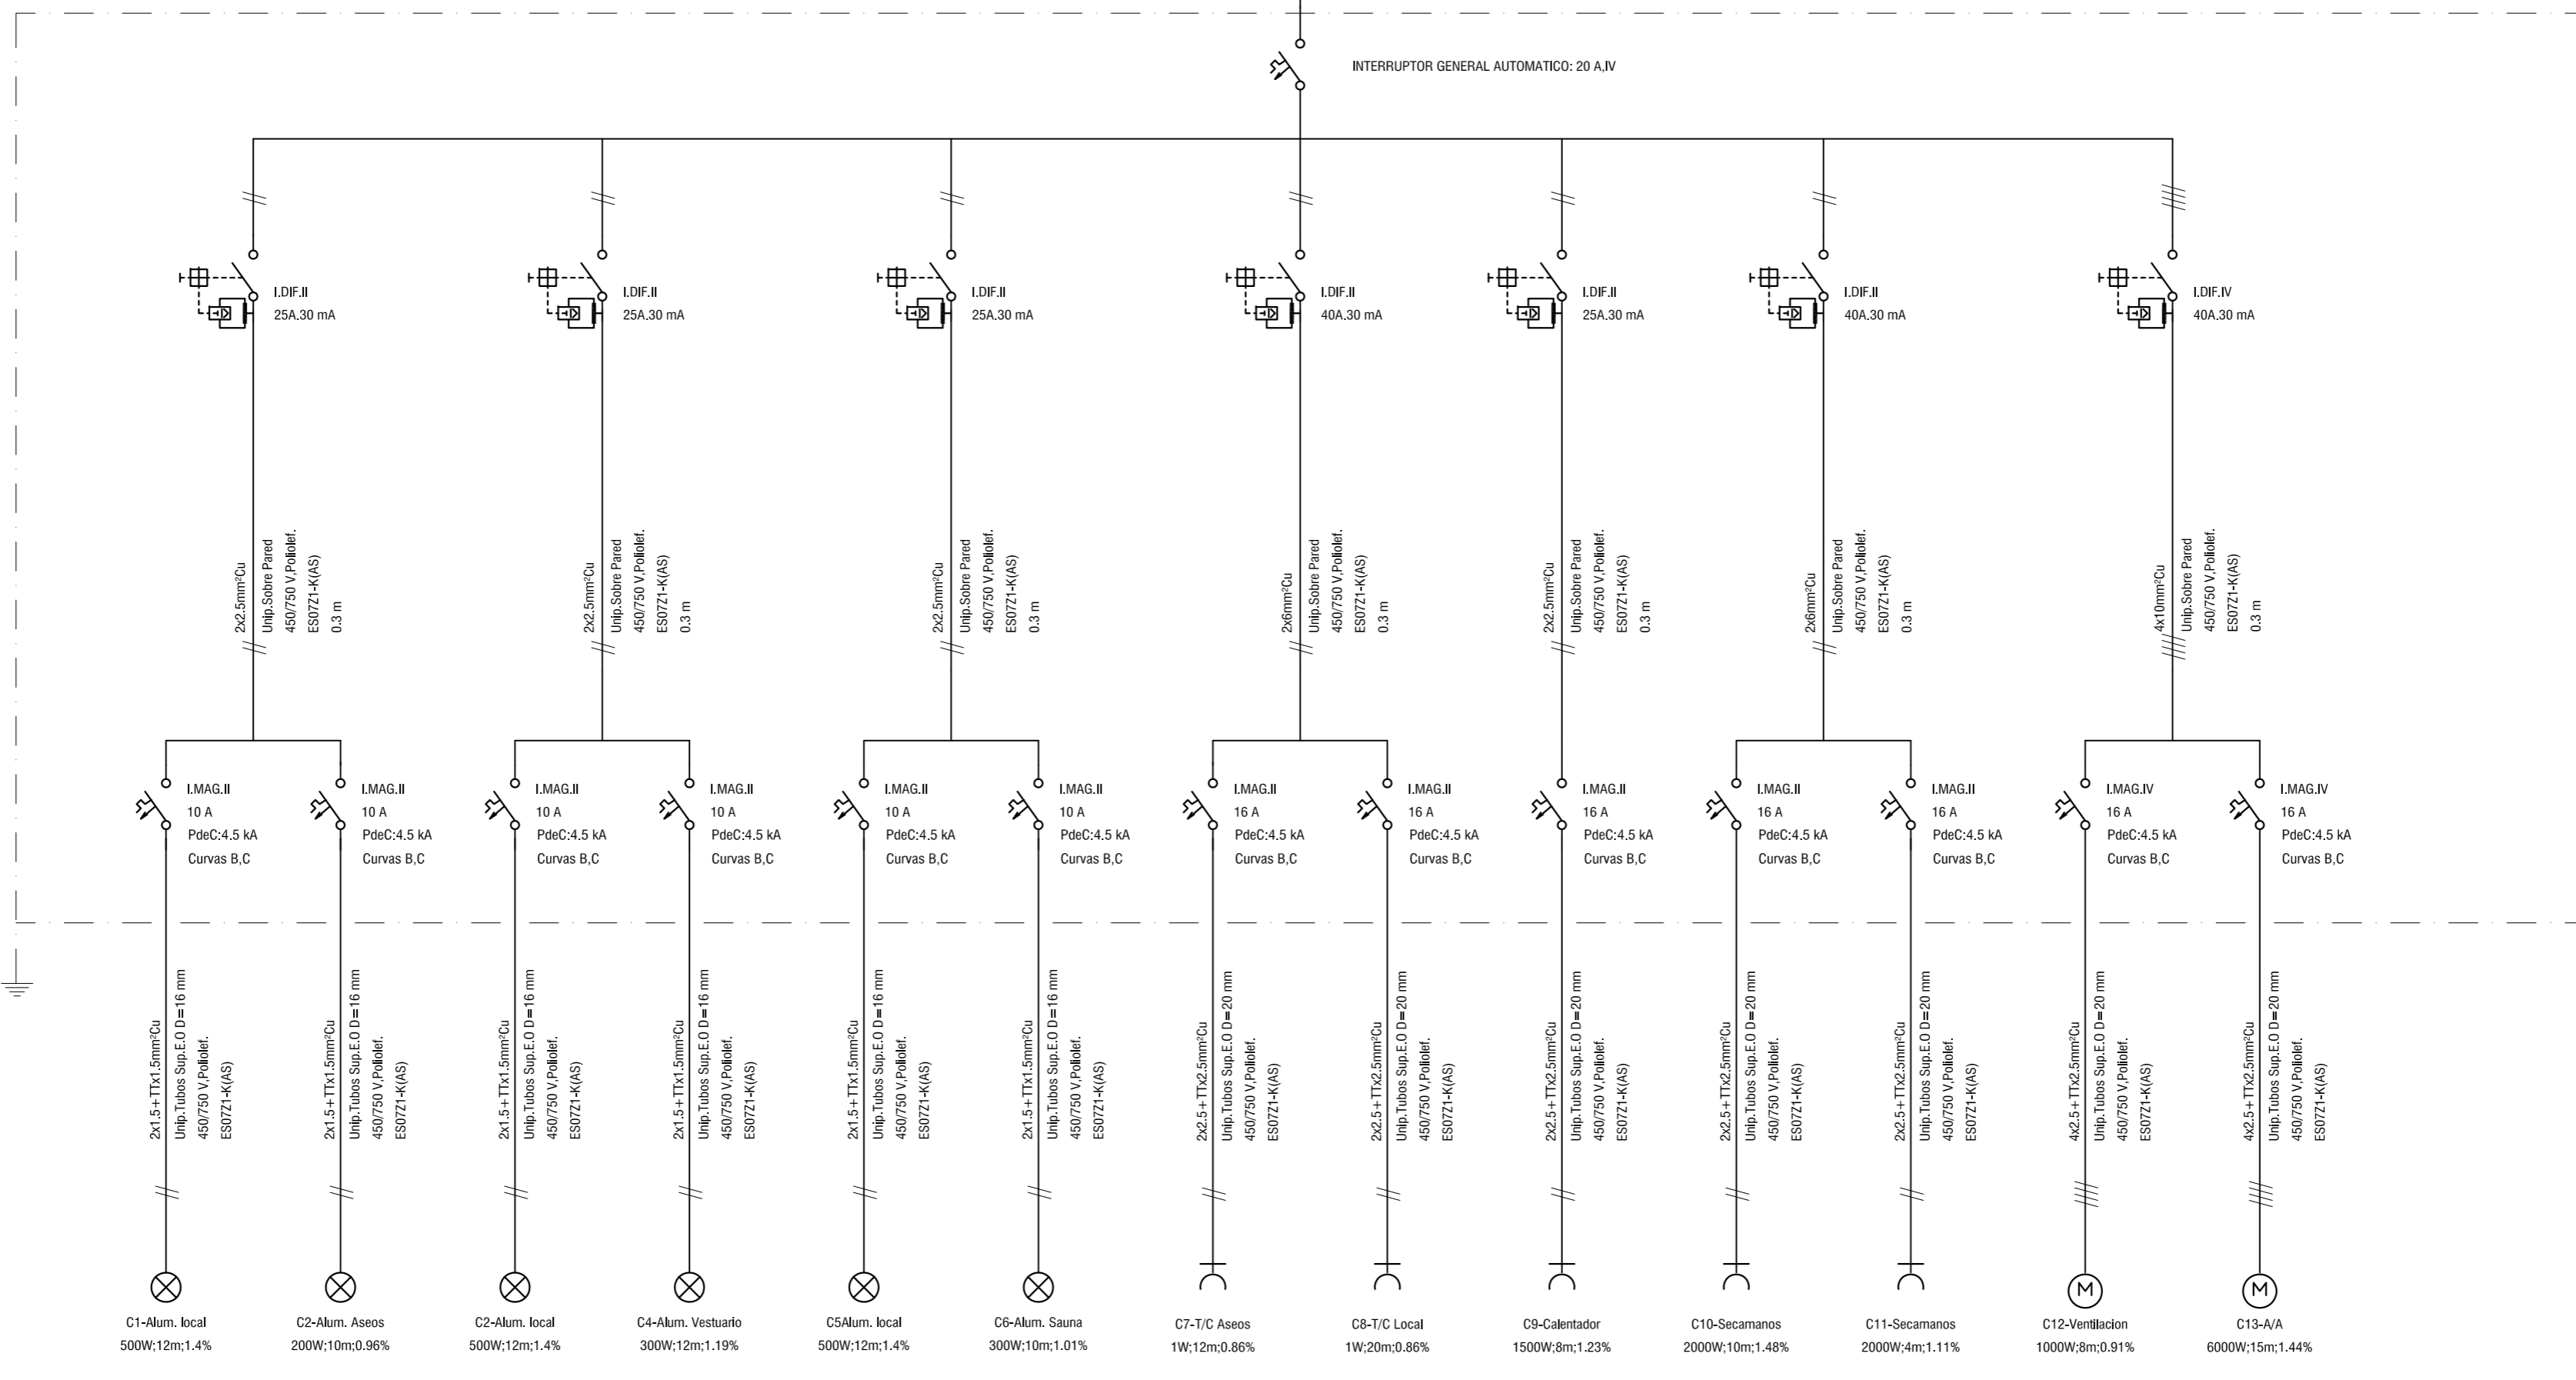 INTERRUPTOR GENERAL AUTOMATICO: 20 A,IV
I.DIF.II
25A.30 mA
I.DIF.II
25A.30 mA
I.DIF.II
25A.30 mA
I.DIF.II
40A.30 mA
I.DIF.II
25A.30 mA
I.DIF.II
40A.30 mA
I.DIF.IV
40A.30 mA
2x2.5mm²Cu
Unip.Sobre Pared
450/750 V,Poliolef.
ES07Z1-K(AS)
0.3 m
2x2.5mm²Cu
Unip.Sobre Pared
450/750 V,Poliolef.
ES07Z1-K(AS)
0.3 m
2x2.5mm²Cu
Unip.Sobre Pared
450/750 V,Poliolef.
ES07Z1-K(AS)
0.3 m
2x6mm²Cu
Unip.Sobre Pared
450/750 V,Poliolef.
ES07Z1-K(AS)
0.3 m
2x2.5mm²Cu
Unip.Sobre Pared
450/750 V,Poliolef.
ES07Z1-K(AS)
0.3 m
2x6mm²Cu
Unip.Sobre Pared
450/750 V,Poliolef.
ES07Z1-K(AS)
0.3 m
4x10mm²Cu
Unip.Sobre Pared
450/750 V,Poliolef.
ES07Z1-K(AS)
0.3 m
I.MAG.II
10 A
PdeC:4.5 kA
Curvas B,C
I.MAG.II
10 A
PdeC:4.5 kA
Curvas B,C
I.MAG.II
10 A
PdeC:4.5 kA
Curvas B,C
I.MAG.II
10 A
PdeC:4.5 kA
Curvas B,C
I.MAG.II
10 A
PdeC:4.5 kA
Curvas B,C
I.MAG.II
10 A
PdeC:4.5 kA
Curvas B,C
I.MAG.II
16 A
PdeC:4.5 kA
Curvas B,C
I.MAG.II
16 A
PdeC:4.5 kA
Curvas B,C
I.MAG.II
16 A
PdeC:4.5 kA
Curvas B,C
I.MAG.II
16 A
PdeC:4.5 kA
Curvas B,C
I.MAG.II
16 A
PdeC:4.5 kA
Curvas B,C
I.MAG.IV
16 A
PdeC:4.5 kA
Curvas B,C
I.MAG.IV
16 A
PdeC:4.5 kA
Curvas B,C
2x1.5+TTx1.5mm²Cu
Unip.Tubos Sup.E.O D=16 mm
450/750 V,Poliolef.
ES07Z1-K(AS)
2x1.5+TTx1.5mm²Cu
Unip.Tubos Sup.E.O D=16 mm
450/750 V,Poliolef.
ES07Z1-K(AS)
2x1.5+TTx1.5mm²Cu
Unip.Tubos Sup.E.O D=16 mm
450/750 V,Poliolef.
ES07Z1-K(AS)
2x1.5+TTx1.5mm²Cu
Unip.Tubos Sup.E.O D=16 mm
450/750 V,Poliolef.
ES07Z1-K(AS)
2x1.5+TTx1.5mm²Cu
Unip.Tubos Sup.E.O D=16 mm
450/750 V,Poliolef.
ES07Z1-K(AS)
2x1.5+TTx1.5mm²Cu
Unip.Tubos Sup.E.O D=16 mm
450/750 V,Poliolef.
ES07Z1-K(AS)
2x2.5+TTx2.5mm²Cu
Unip.Tubos Sup.E.O D=20 mm
450/750 V,Poliolef.
ES07Z1-K(AS)
2x2.5+TTx2.5mm²Cu
Unip.Tubos Sup.E.O D=20 mm
450/750 V,Poliolef.
ES07Z1-K(AS)
2x2.5+TTx2.5mm²Cu
Unip.Tubos Sup.E.O D=20 mm
450/750 V,Poliolef.
ES07Z1-K(AS)
2x2.5+TTx2.5mm²Cu
Unip.Tubos Sup.E.O D=20 mm
450/750 V,Poliolef.
ES07Z1-K(AS)
2x2.5+TTx2.5mm²Cu
Unip.Tubos Sup.E.O D=20 mm
450/750 V,Poliolef.
ES07Z1-K(AS)
4x2.5+TTx2.5mm²Cu
Unip.Tubos Sup.E.O D=20 mm
450/750 V,Poliolef.
ES07Z1-K(AS)
4x2.5+TTx2.5mm²Cu
Unip.Tubos Sup.E.O D=20 mm
450/750 V,Poliolef.
ES07Z1-K(AS)
M
M
C1-Alum. local
500W;12m;1.4%
C2-Alum. Aseos
200W;10m;0.96%
C2-Alum. local
500W;12m;1.4%
C4-Alum. Vestuario
300W;12m;1.19%
C5Alum. local
500W;12m;1.4%
C6-Alum. Sauna
300W;10m;1.01%
C7-T/C Aseos
1W;12m;0.86%
C8-T/C Local
1W;20m;0.86%
C9-Calentador
1500W;8m;1.23%
C10-Secamanos
2000W;10m;1.48%
C11-Secamanos
2000W;4m;1.11%
C12-Ventilacion
1000W;8m;0.91%
C13-A/A
6000W;15m;1.44%